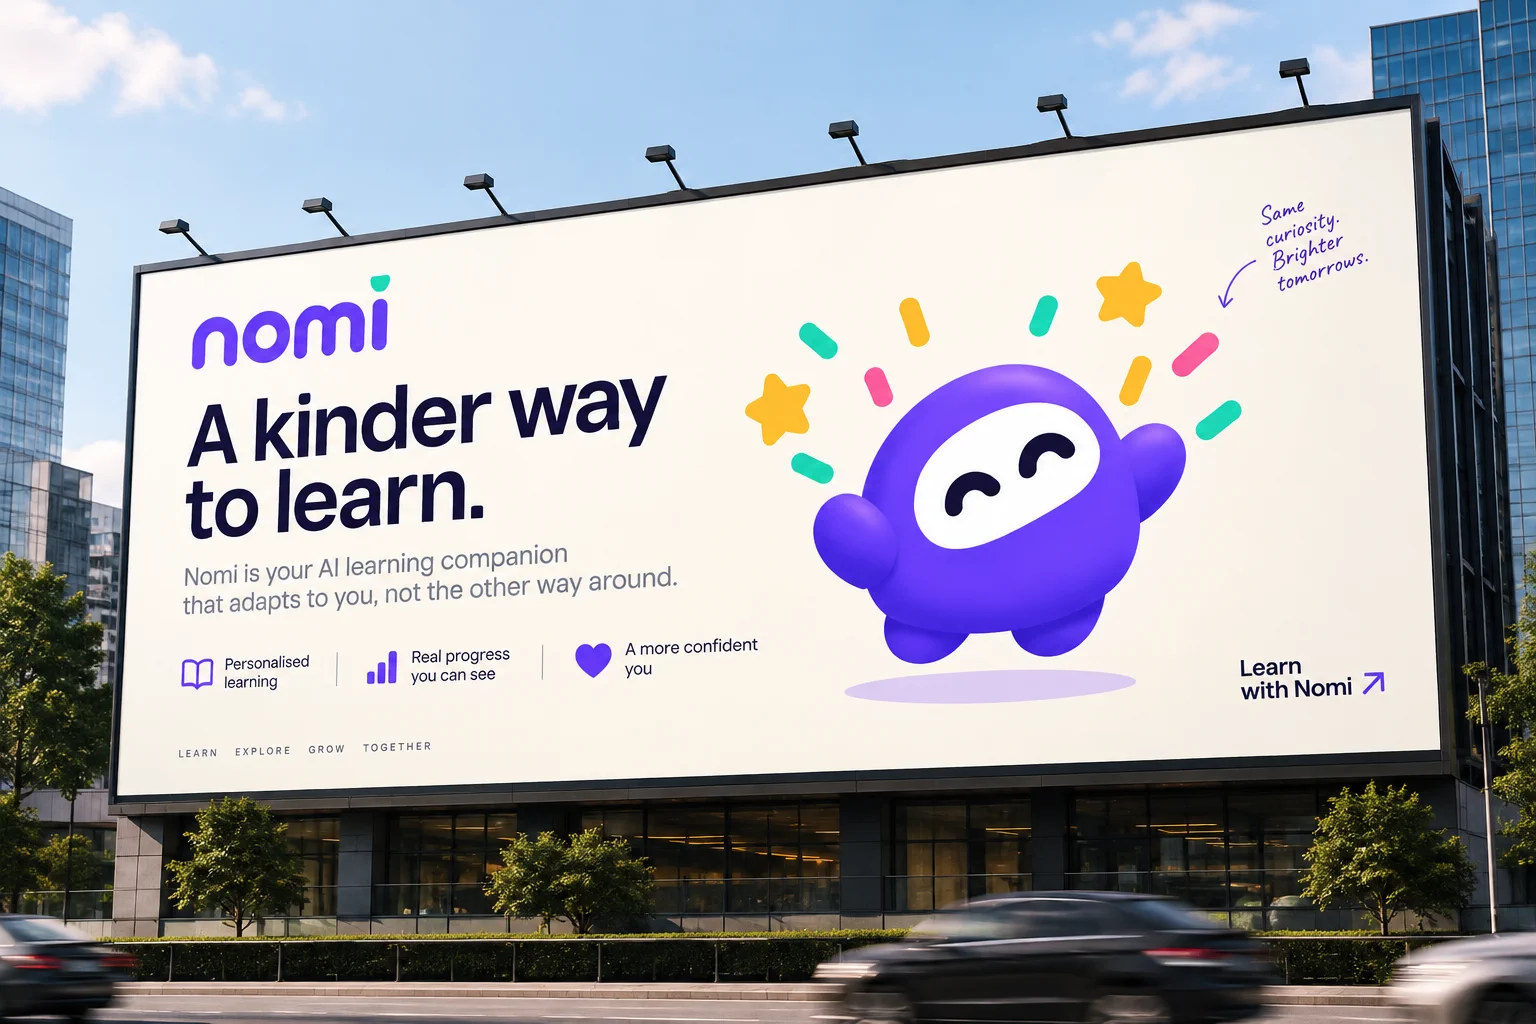 nomi
A kinder way
to learn.
Nomi is your AI learning companion
that adapts to you, not the other way around.
Personalised
learning
Real progress
you can see
A more confident
you
LEARN EXPLORE GROW TOGETHER
Same
curiosity.
Brighter
tomorrows.
Learn
with Nomi